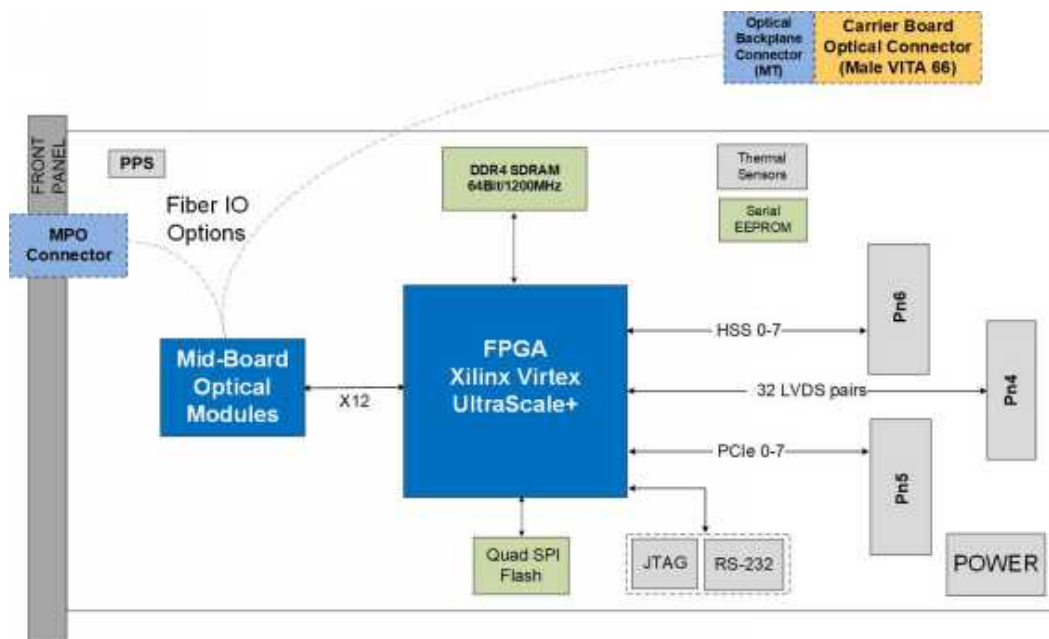 Optical
Backplane
Connector
(MT)
Carrier Board
Optical Connector
(Male VITA 66)
FRONT
PANEL
PPS
DDR4 SDRAM
64Bit/1200MHz
Thermal
Sensors
Serial
EEPROM
Fiber IO
Options
MPO
Connector
Mid-Board
Optical
Modules
X12
FPGA
Xilinx Virtex
UltraScale+
HSS 0-7
Pn6
32 LVDS pairs
Pn4
PCIe 0-7
Pn5
Quad SPI
Flash
JTAG
RS-232
POWER